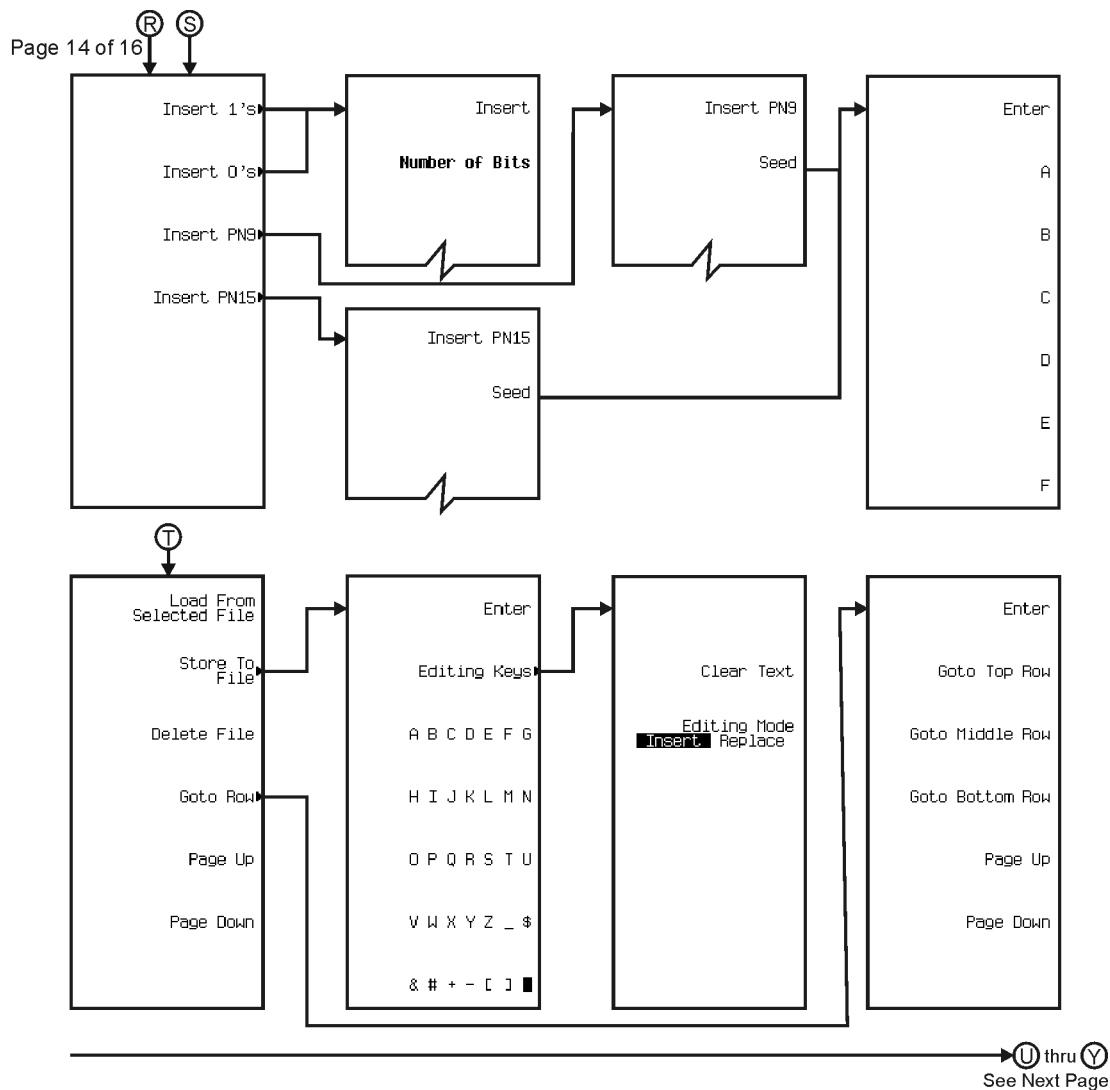 R S
Page 14 of 16
Insert 1's
Insert 0's
Insert PN9
Insert PN15
Insert
Number of Bits
Insert PN9
Seed
Insert PN15
Seed
Enter
A
B
C
D
E
F
T
Load From
Selected File
Store To
File
Delete File
Goto Row
Page Up
Page Down
Enter
Editing Keys
A B C D E F G
H I J K L M N
O P Q R S T U
V W X Y Z _ $
& # + - [ ]
Clear Text
Editing Mode
Insert Replace
Enter
Goto Top Row
Goto Middle Row
Goto Bottom Row
Page Up
Page Down
U thru Y
See Next Page